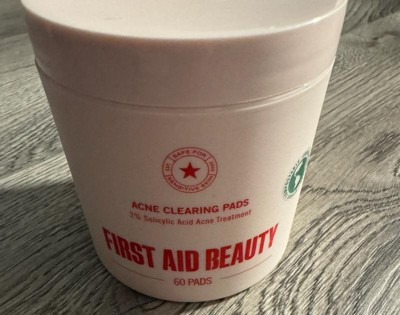 SAFE FOR
SENSITIVE SKIN
ACNE CLEARING PADS
2% Salicylic Acid Acne Treatment
FIRST AID BEAUTY
60 PADS